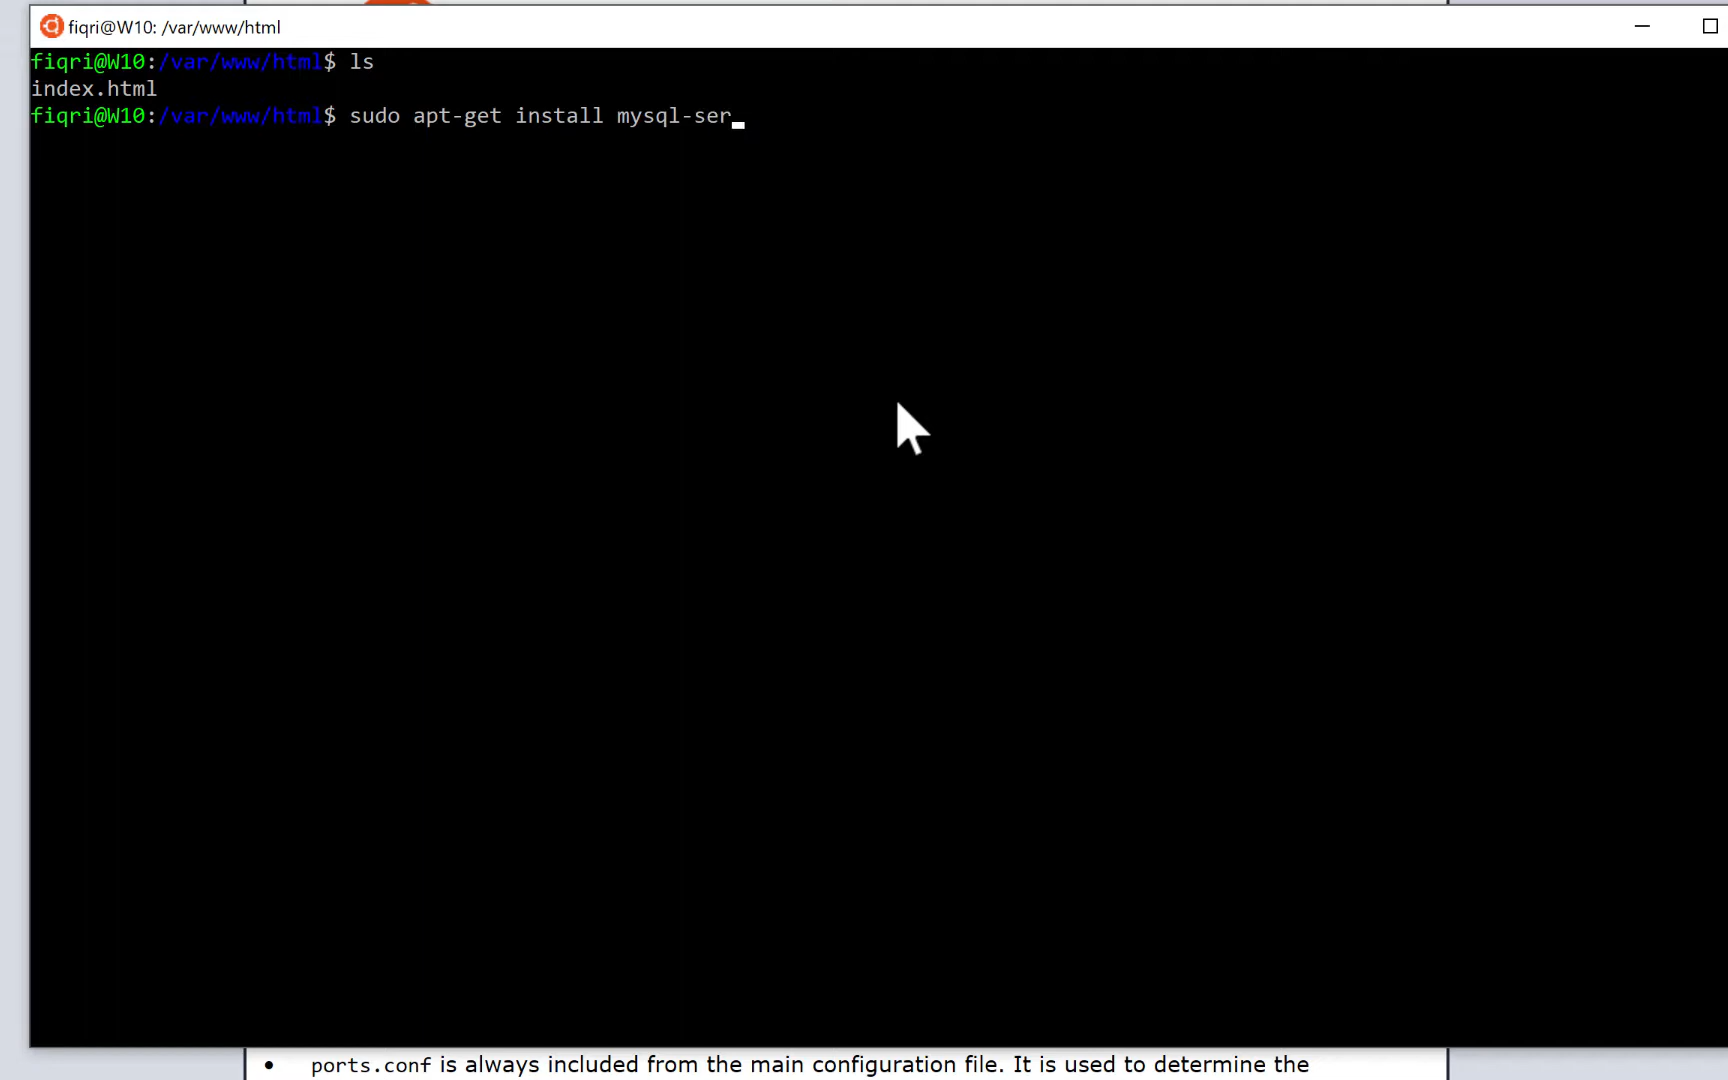 fiqri@W10: /var/www/html
fiqri@W10:/var/www/html$ ls
index.html
fiqri@W10:/var/www/html$ sudo apt-get install mysql-ser
ports.conf is always included from the main configuration file. It is used to determine the